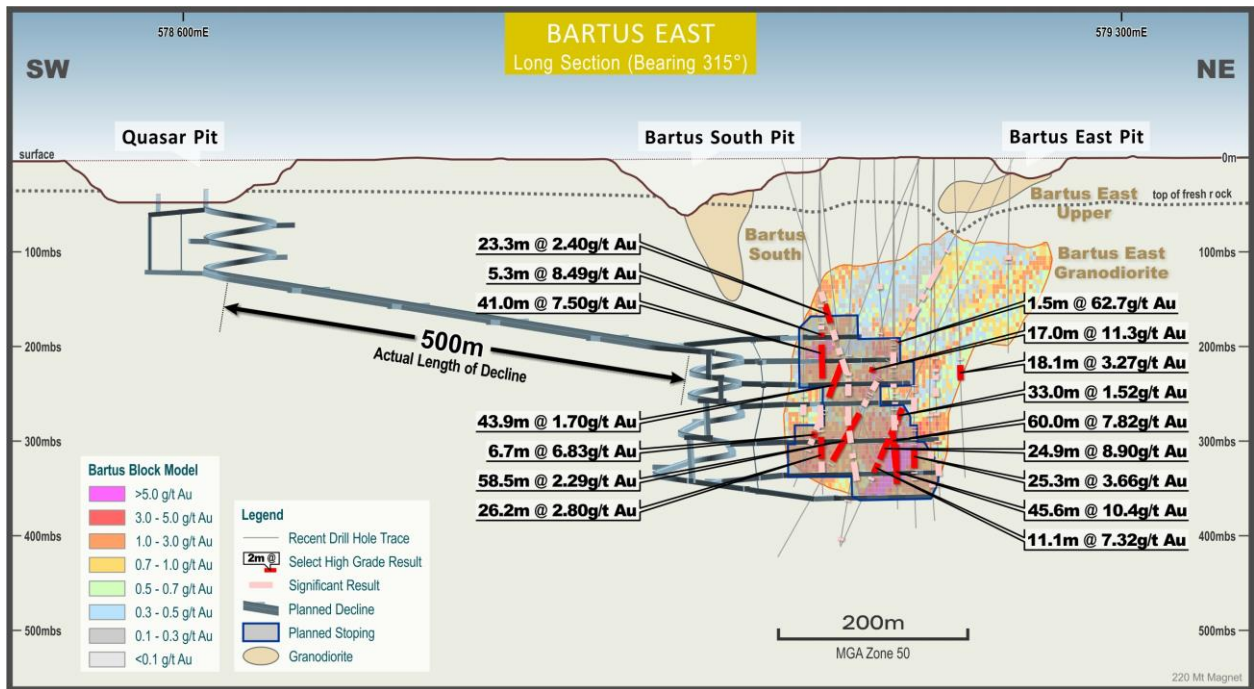 578 600mE
BARTUS EAST
Long Section (Bearing 315°)
579 300mE
SW
NE
Quasar Pit
Bartus South Pit
Bartus East Pit
surface
0m
Bartus East
Upper
top of fresh rock
Bartus
South
Bartus East
Granodiorite
100mbs
100mbs
23.3m @ 2.40g/t Au
5.3m @ 8.49g/t Au
41.0m @ 7.50g/t Au
1.5m @ 62.7g/t Au
17.0m @ 11.3g/t Au
18.1m @ 3.27g/t Au
33.0m @ 1.52g/t Au
60.0m @ 7.82g/t Au
24.9m @ 8.90g/t Au
25.3m @ 3.66g/t Au
45.6m @ 10.4g/t Au
11.1m @ 7.32g/t Au
200mbs
200mbs
500m
Actual Length of Decline
43.9m @ 1.70g/t Au
6.7m @ 6.83g/t Au
58.5m @ 2.29g/t Au
26.2m @ 2.80g/t Au
300mbs
300mbs
400mbs
400mbs
500mbs
500mbs
Bartus Block Model
>5.0 g/t Au
3.0 - 5.0 g/t Au
1.0 - 3.0 g/t Au
0.7 - 1.0 g/t Au
0.5 - 0.7 g/t Au
0.3 - 0.5 g/t Au
0.1 - 0.3 g/t Au
<0.1 g/t Au
Legend
Recent Drill Hole Trace
2m @
Select High Grade Result
Significant Result
Planned Decline
Planned Stoping
Granodiorite
200m
MGA Zone 50
220 Mt Magnet